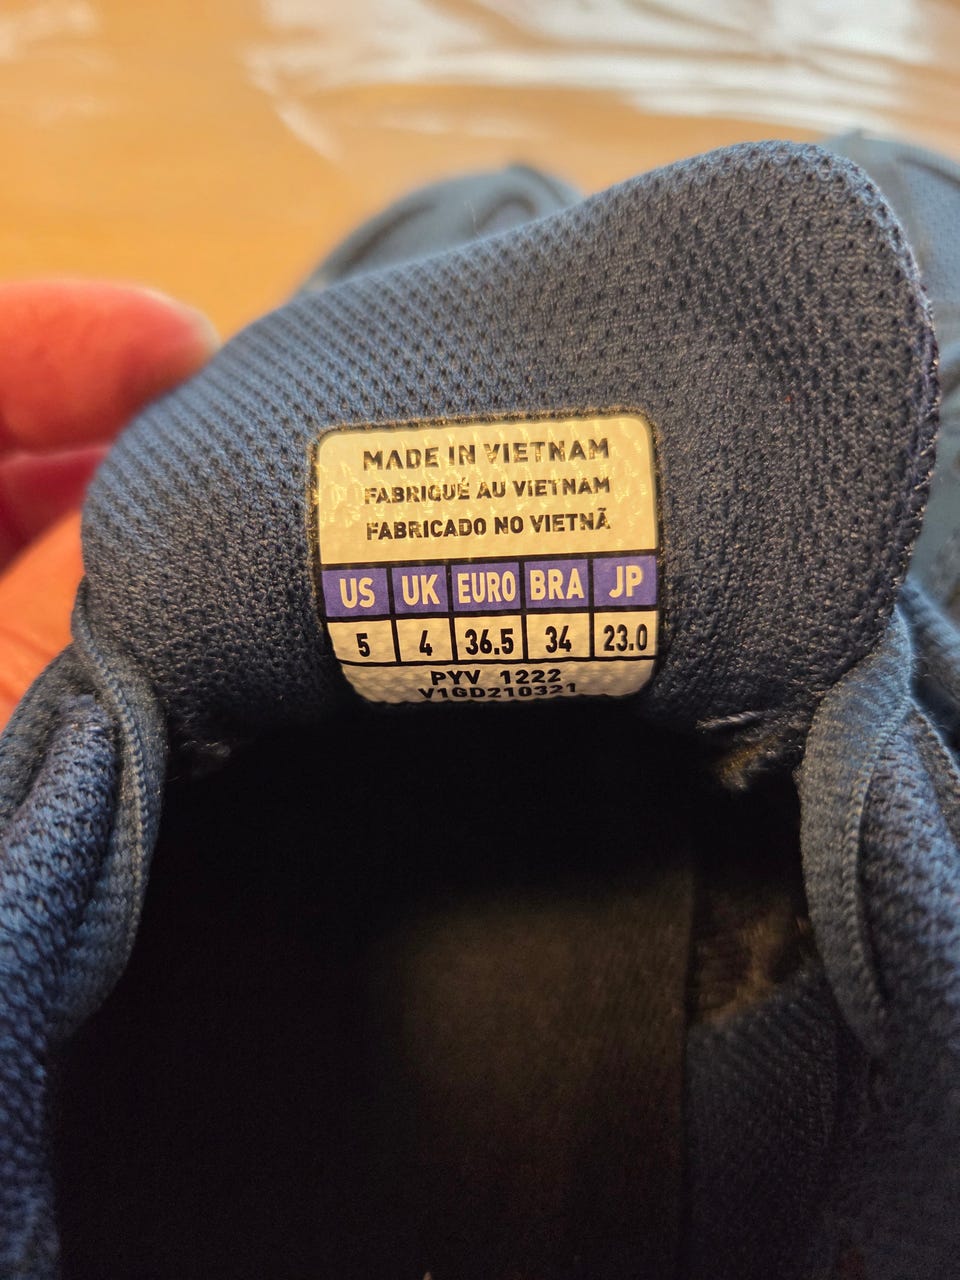 MADE IN VIETNAM
FABRIQUÉ AU VIETNAM
FABRICADO NO VIETNÃ
US UK EURO BRA JP
5 4 36.5 34 23.0
PYV 1222
V1GD210321